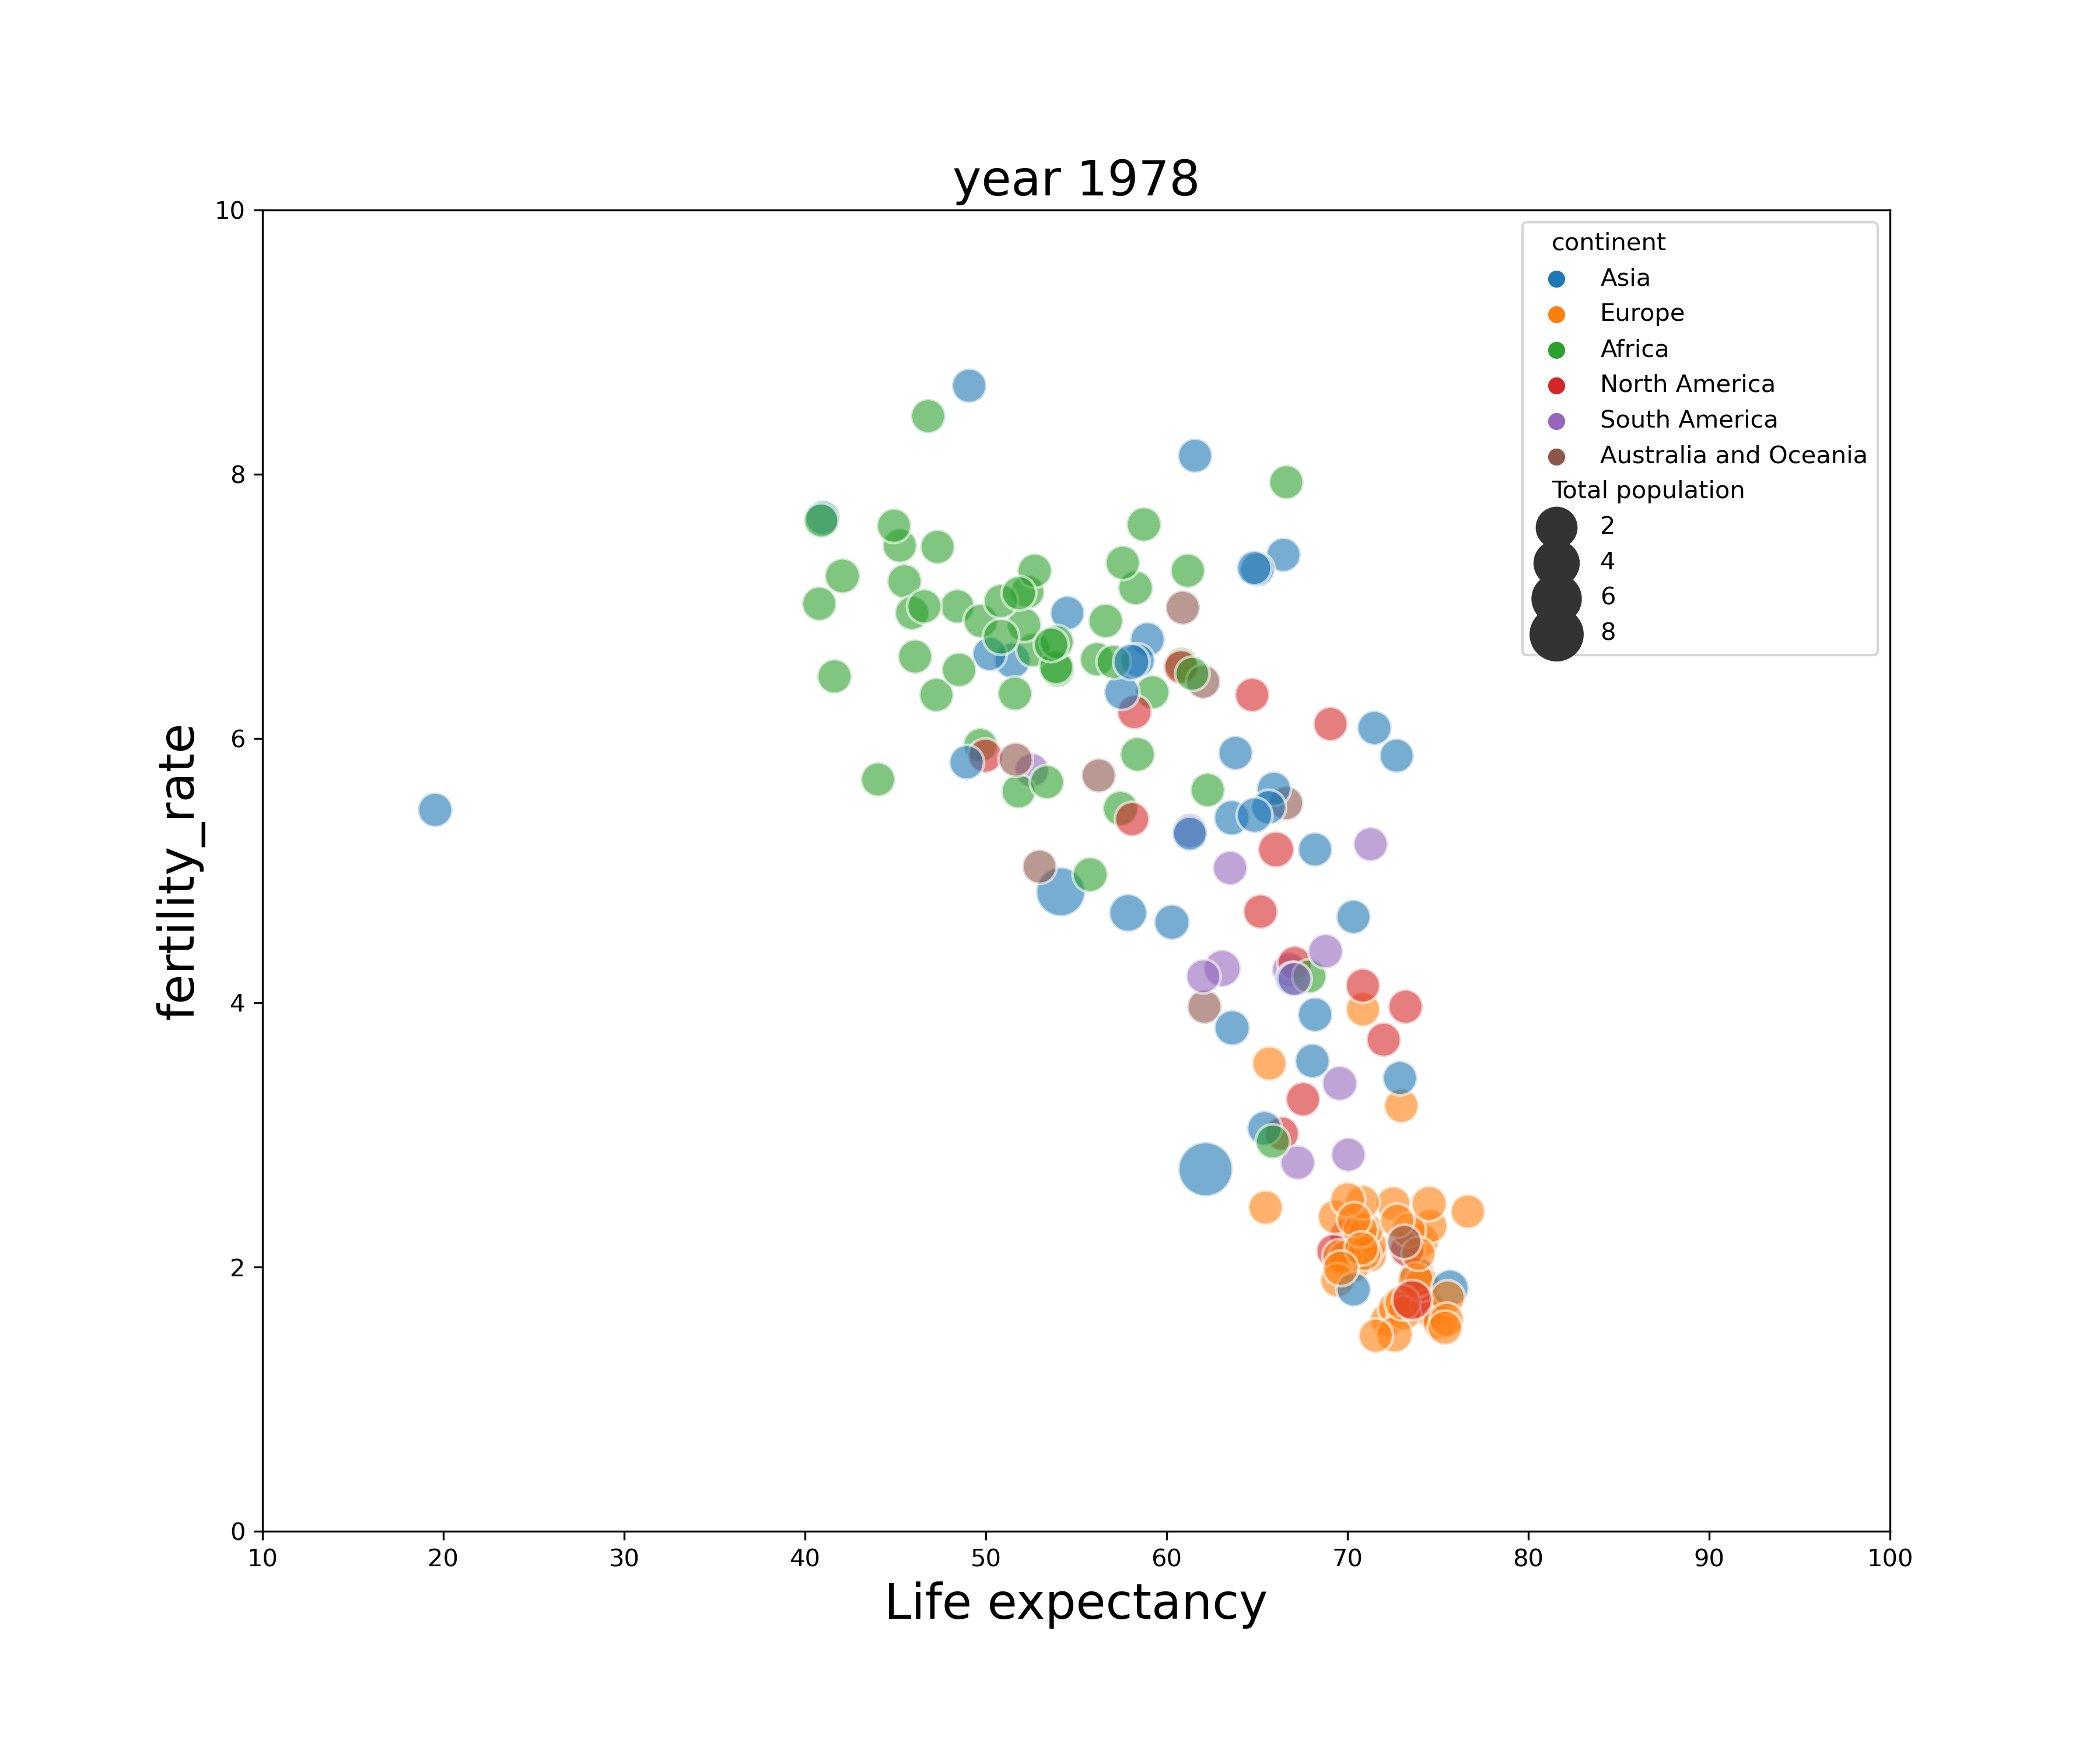 year 1978
10
8
6
4
2
0
fertility_rate
10 20 30 40 50 60 70 80 90 100
Life expectancy
continent
Asia
Europe
Africa
North America
South America
Australia and Oceania
Total population
2
4
6
8